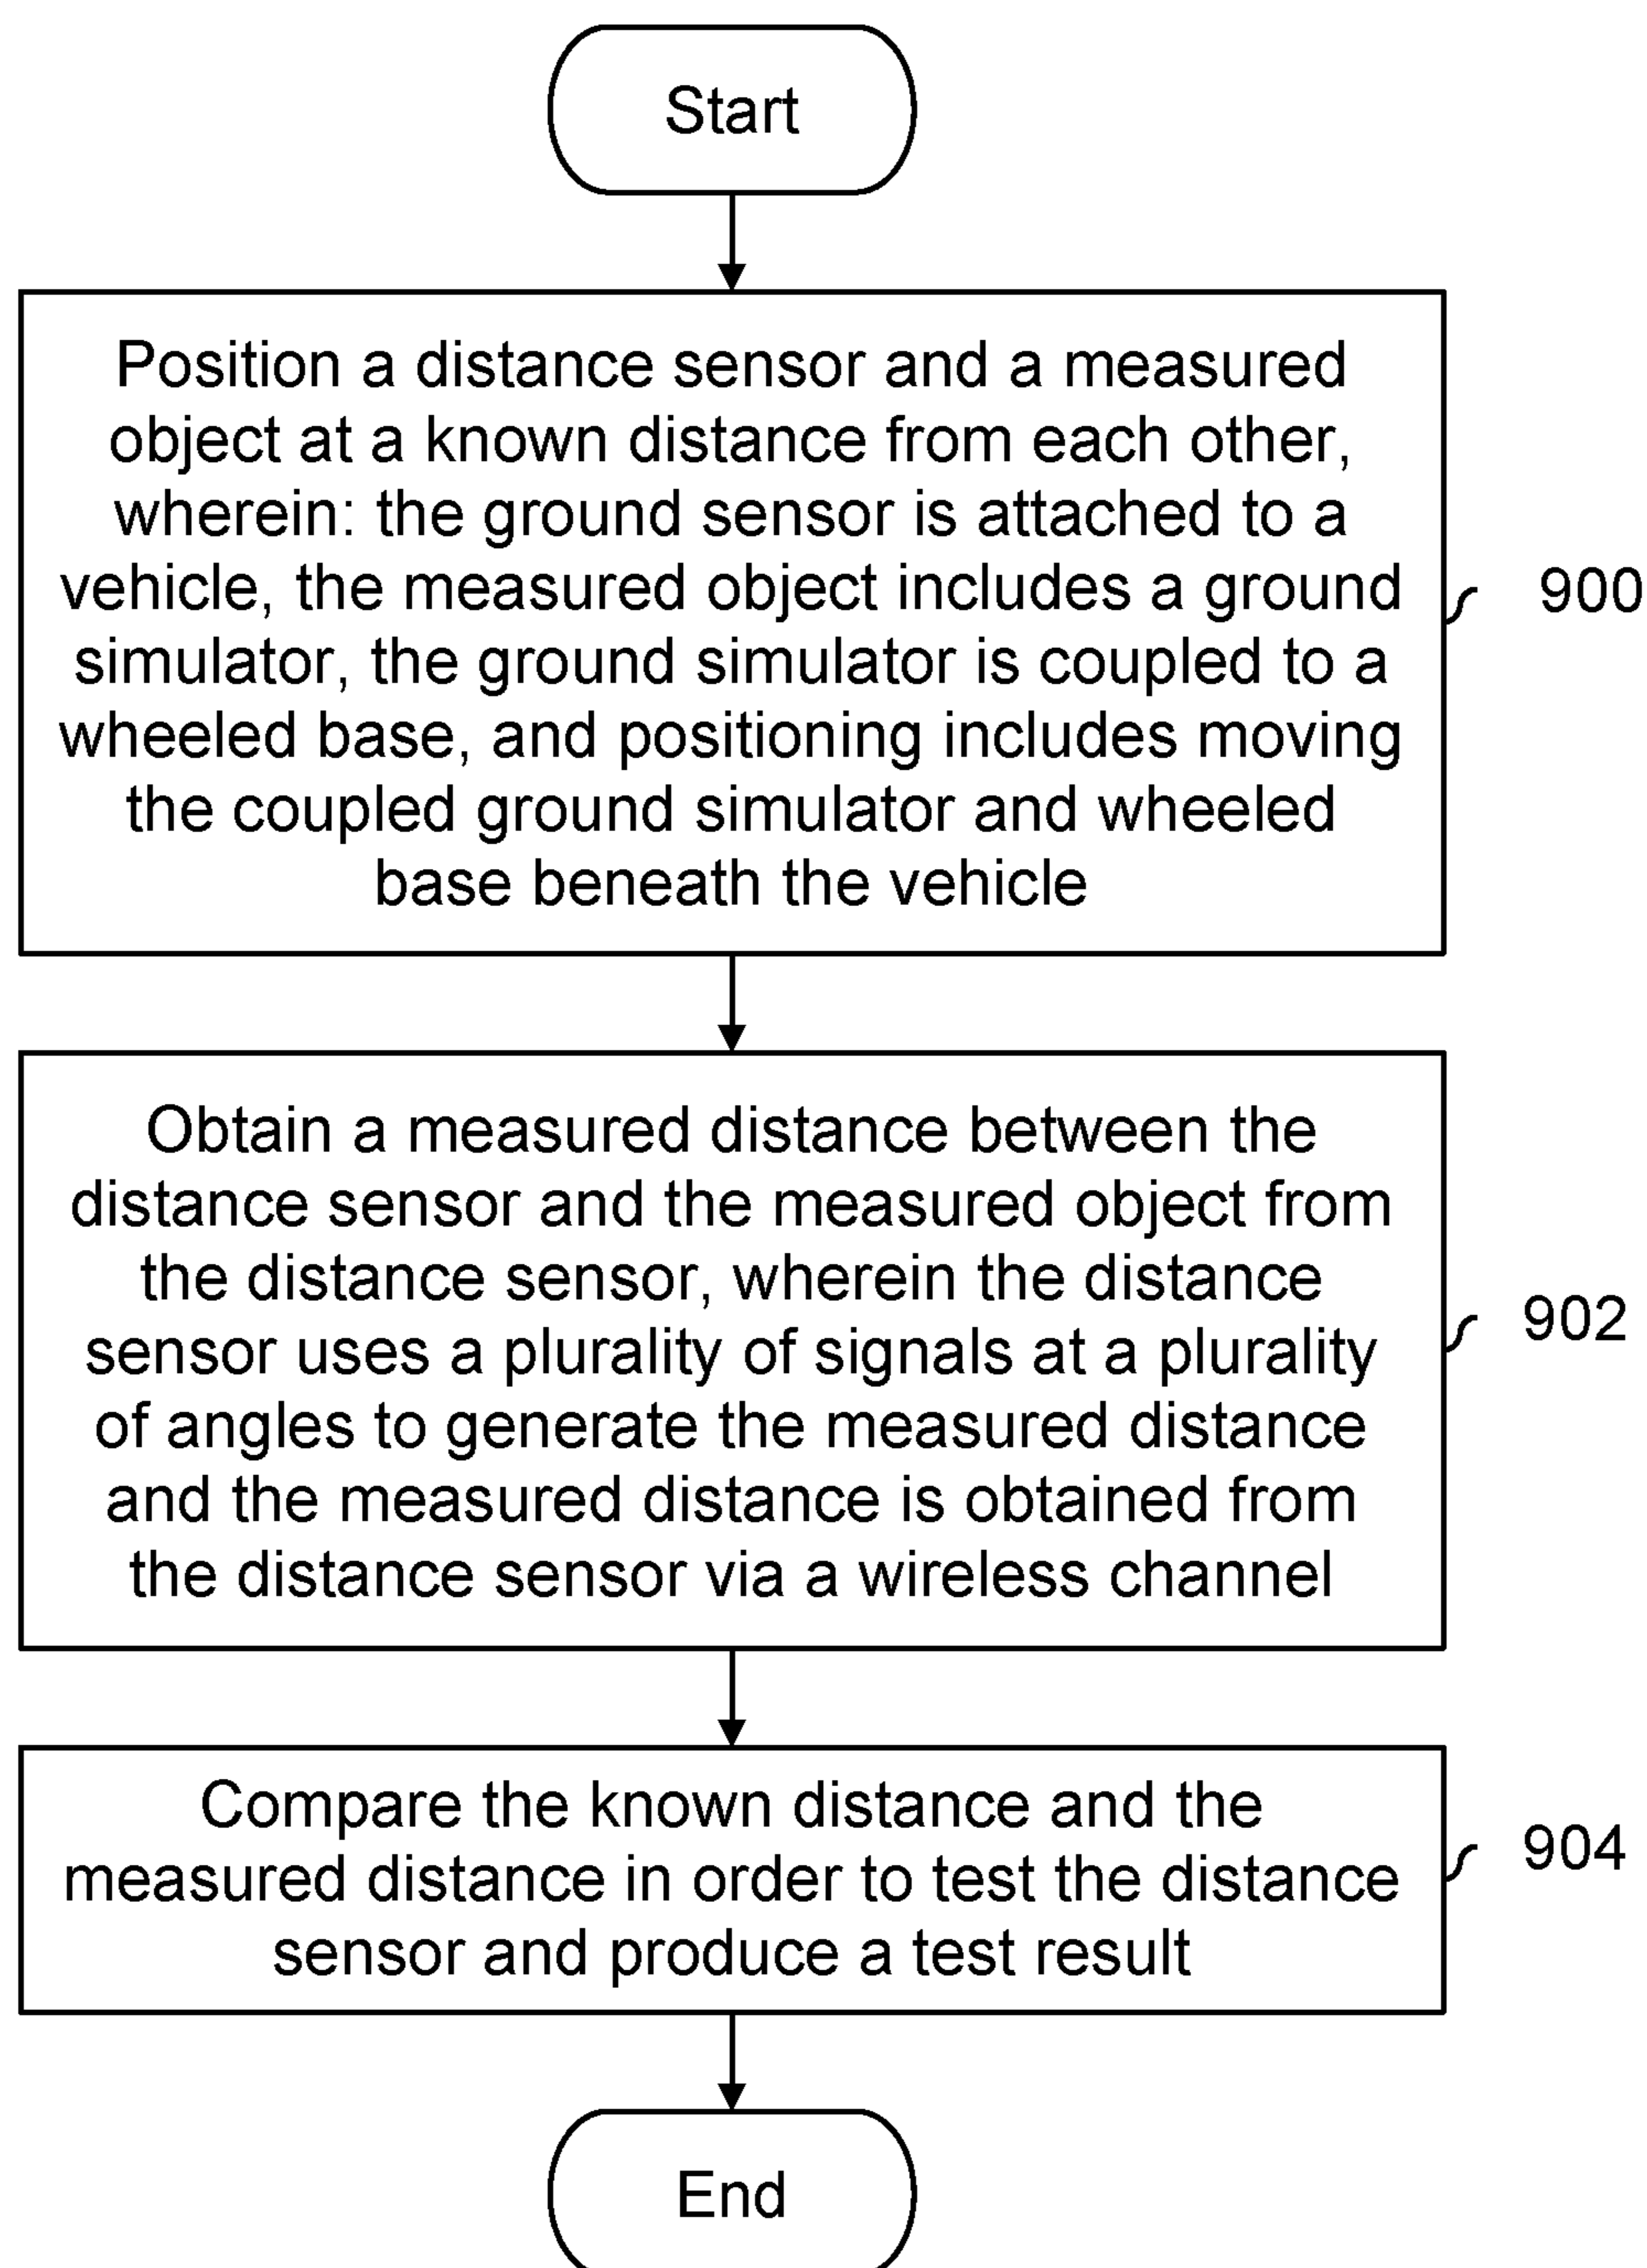 Start
Position a distance sensor and a measured
object at a known distance from each other,
wherein: the ground sensor is attached to a
vehicle, the measured object includes a ground
simulator, the ground simulator is coupled to a
wheeled base, and positioning includes moving
the coupled ground simulator and wheeled
base beneath the vehicle
900
Obtain a measured distance between the
distance sensor and the measured object from
the distance sensor, wherein the distance
sensor uses a plurality of signals at a plurality
of angles to generate the measured distance
and the measured distance is obtained from
the distance sensor via a wireless channel
902
Compare the known distance and the
measured distance in order to test the distance
sensor and produce a test result
904
End